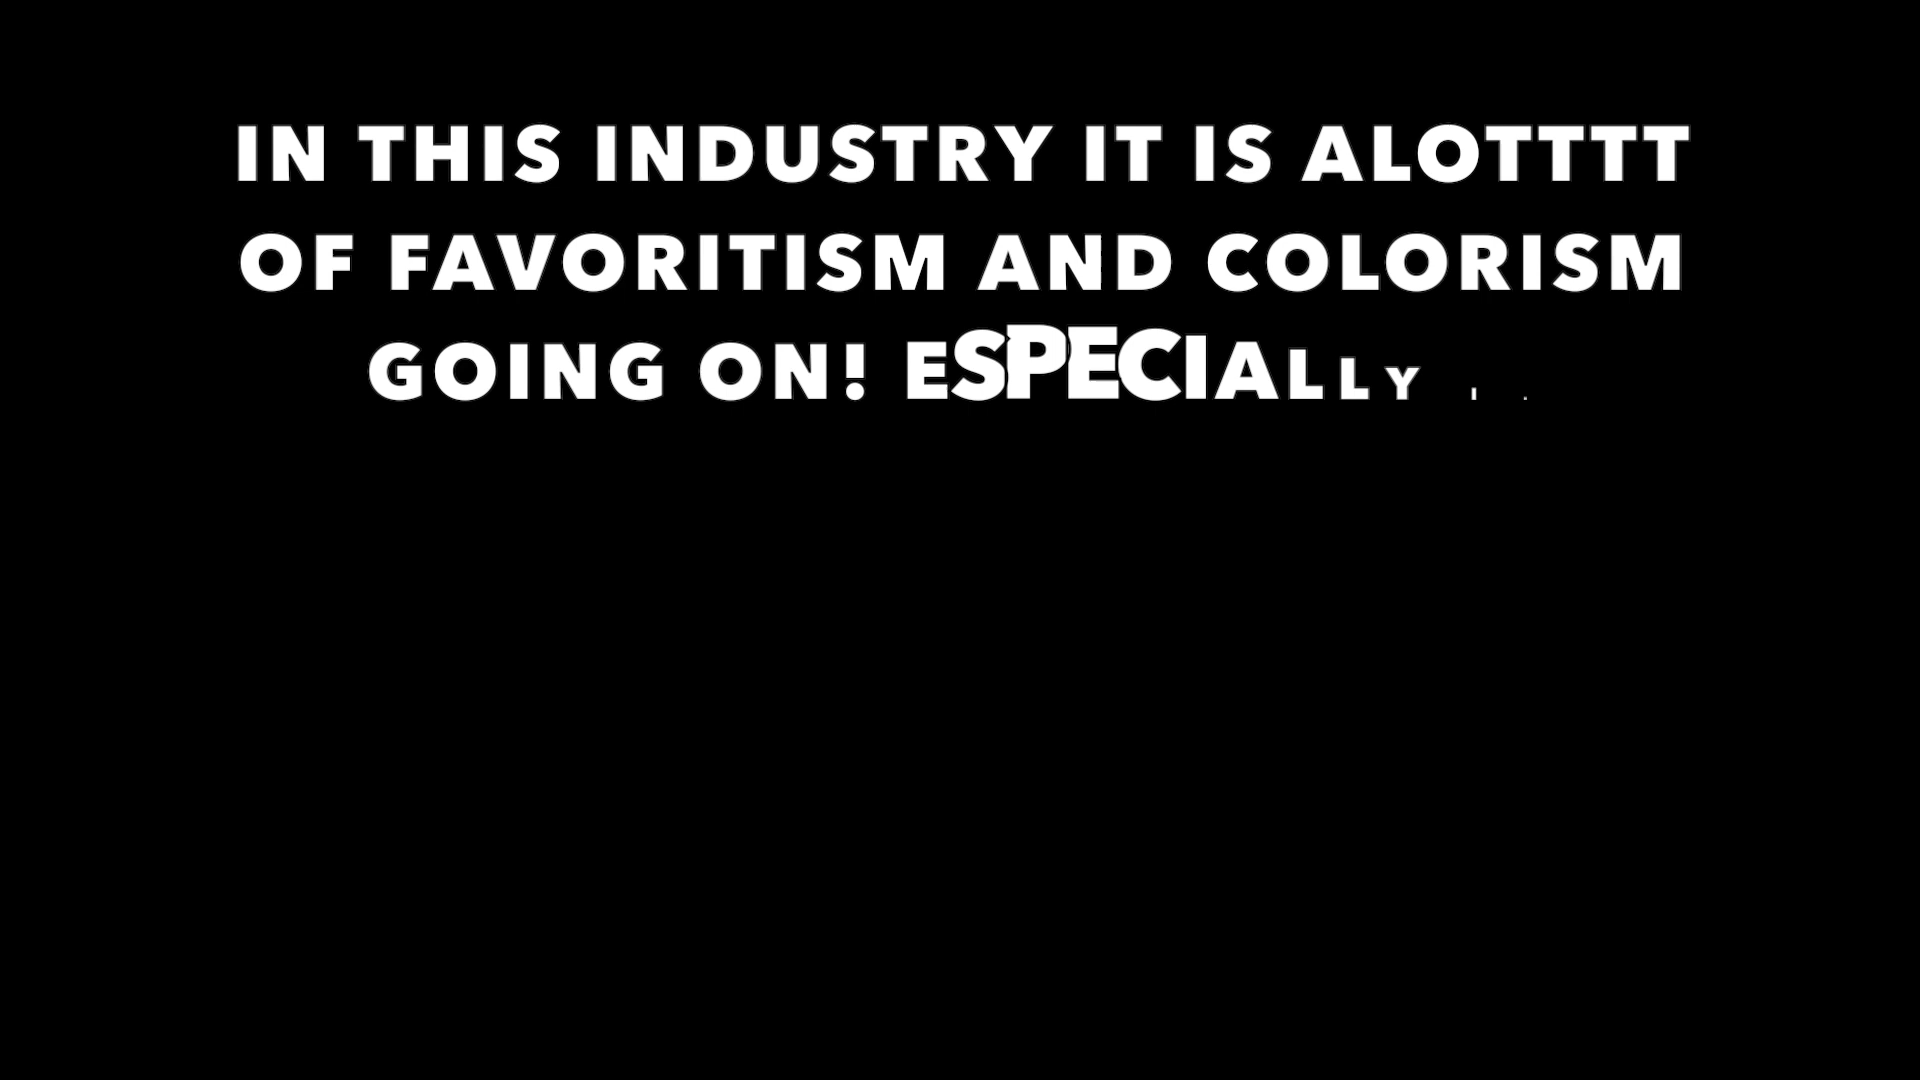 IN THIS INDUSTRY IT IS ALOTTTT
OF FAVORITISM AND COLORISM
GOING ON! ESPECIALLY